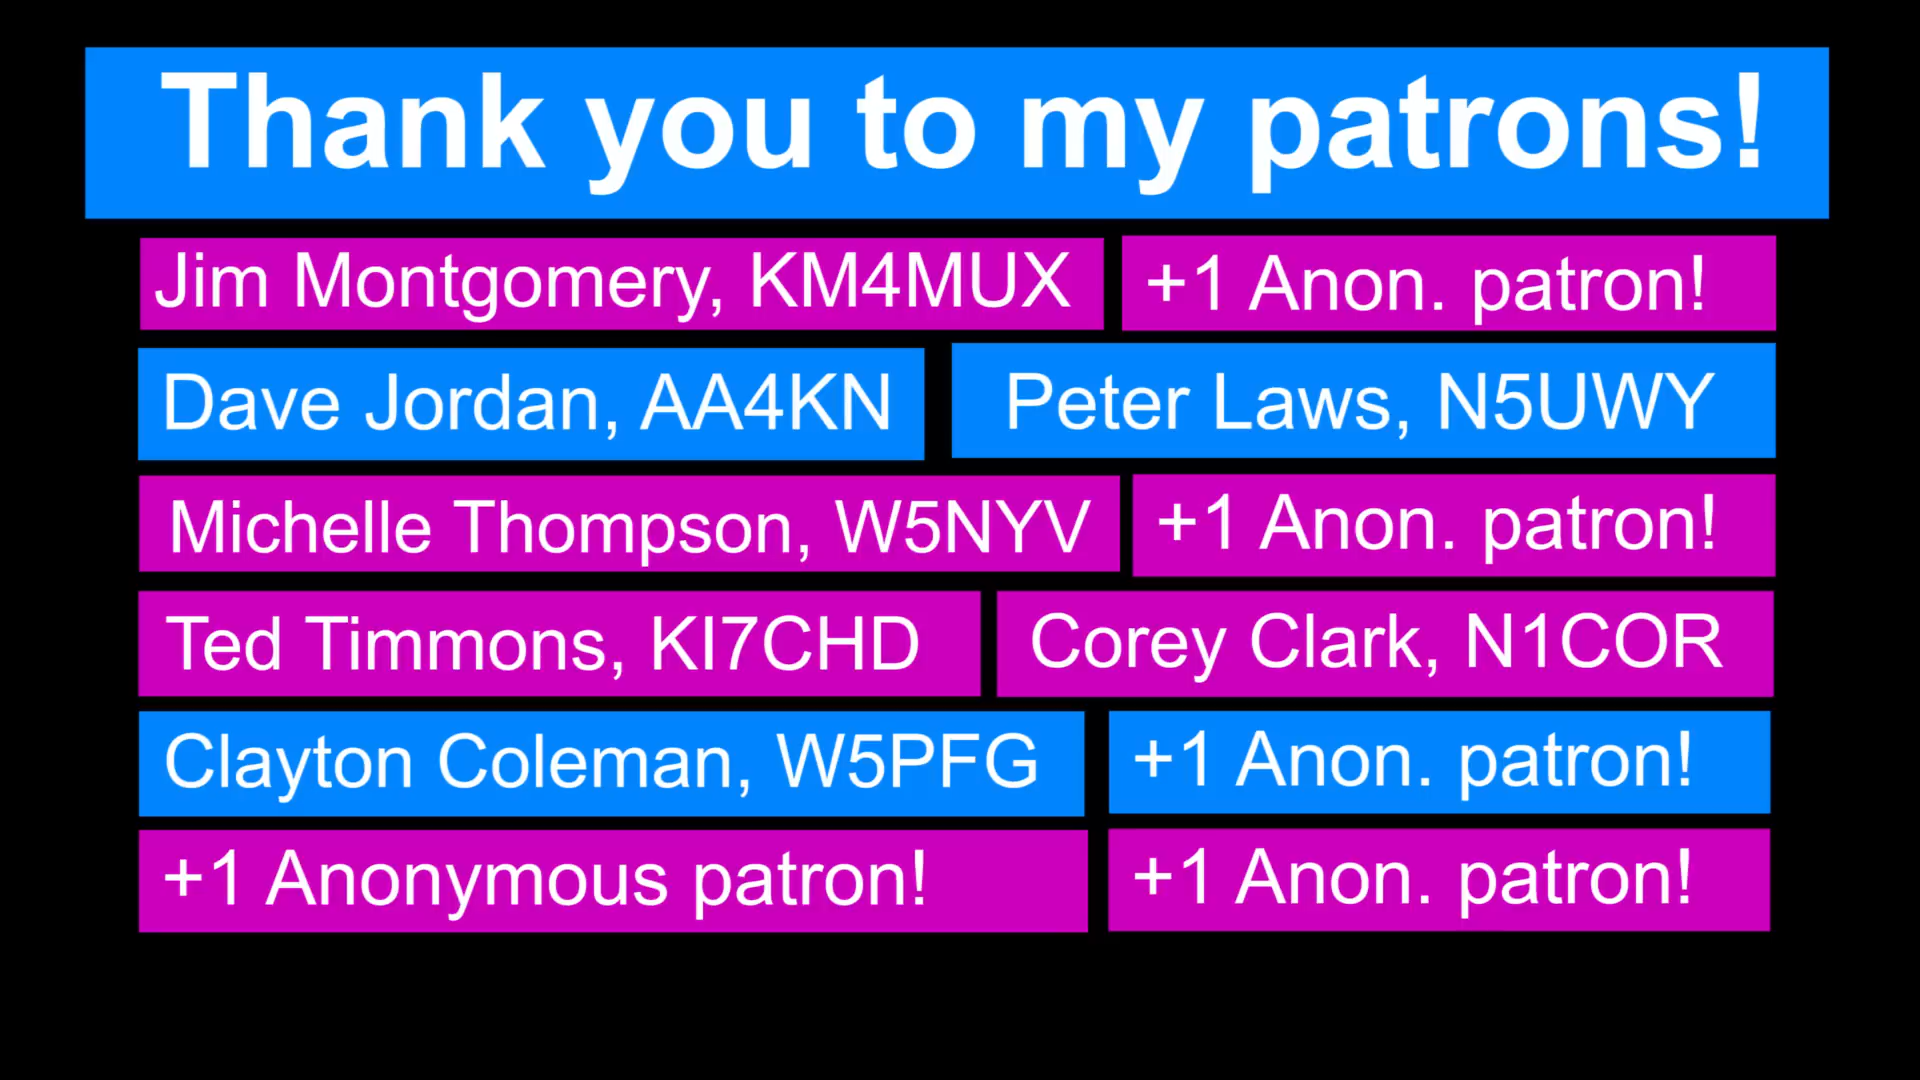 Thank you to my patrons!
Jim Montgomery, KM4MUX
+1 Anon. patron!
Dave Jordan, AA4KN
Peter Laws, N5UWY
Michelle Thompson, W5NYV
+1 Anon. patron!
Ted Timmons, KI7CHD
Corey Clark, N1COR
Clayton Coleman, W5PFG
+1 Anon. patron!
+1 Anonymous patron!
+1 Anon. patron!